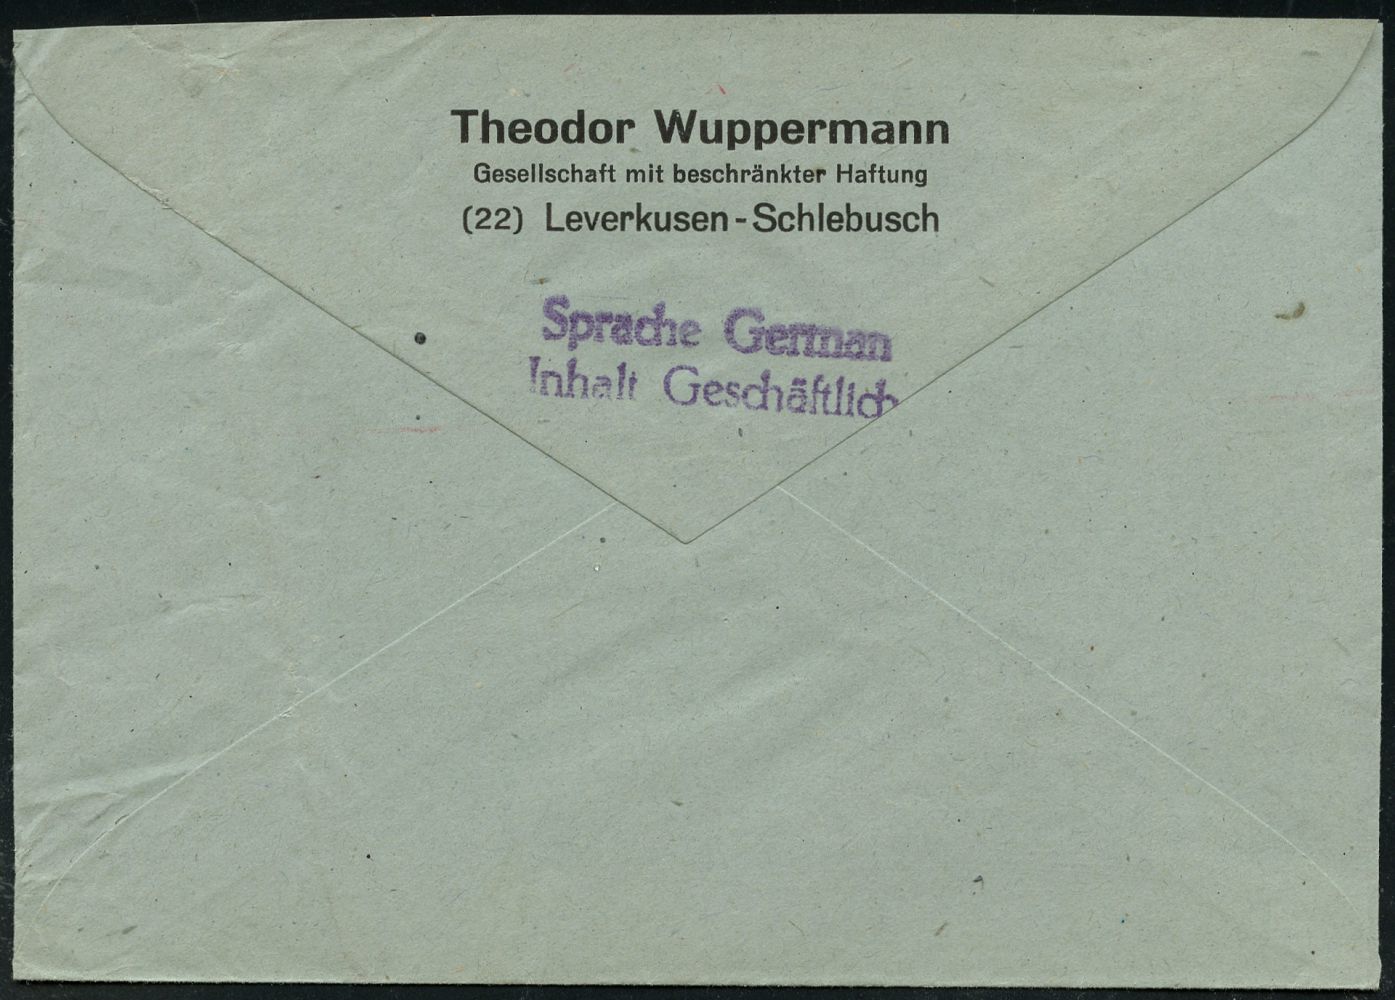 Theodor Wuppermann
Gesellschaft mit beschränkter Haftung
(22) Leverkusen-Schlebusch
Sprache German
Inhalt Geschäftlich